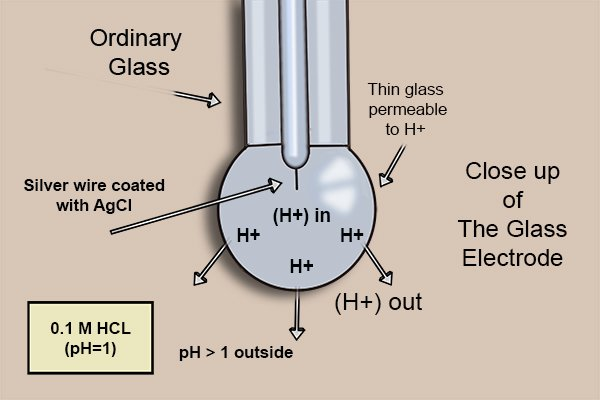 Ordinary
Glass
Thin glass
permeable
to H+
Close up
of
The Glass
Electrode
Silver wire coated
with AgCl
(H+) in
H+
H+
H+
(H+) out
0.1 M HCL
(pH=1)
pH > 1 outside